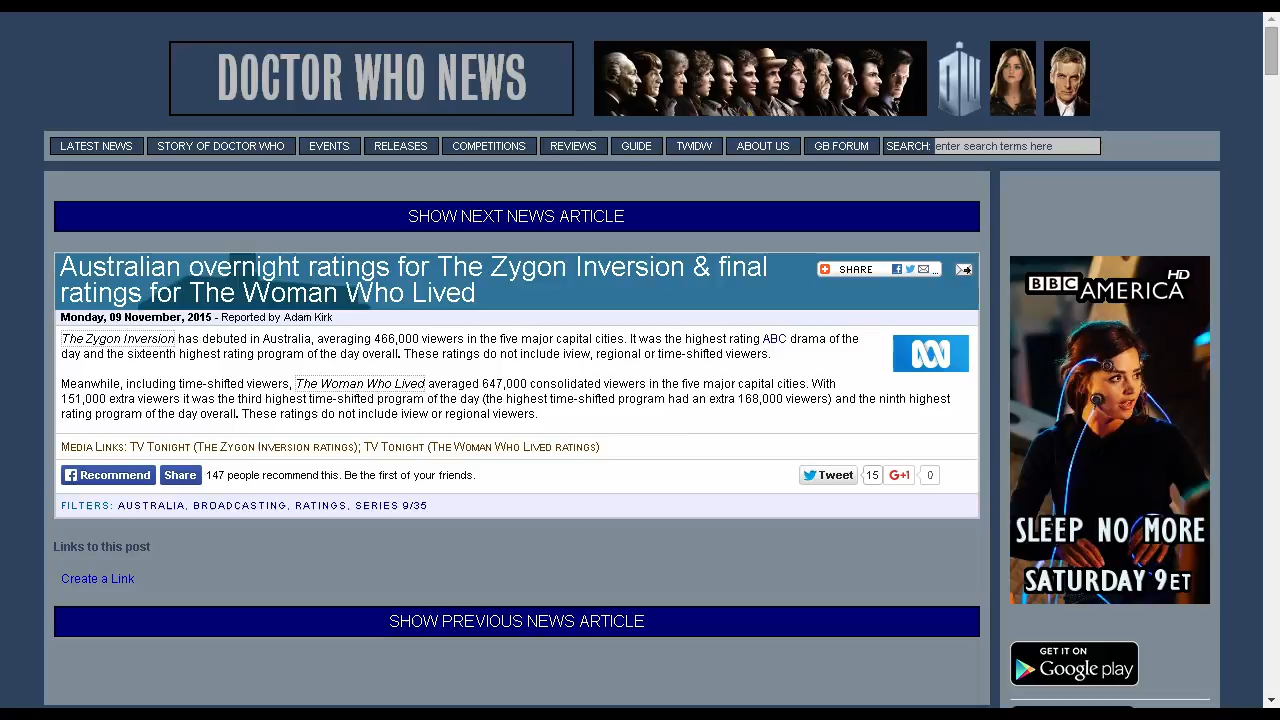 DOCTOR WHO NEWS
DW
LATEST NEWS STORY OF DOCTOR WHO EVENTS RELEASES COMPETITIONS REVIEWS GUIDE TWIDW ABOUT US GB FORUM SEARCH: enter search terms here
SHOW NEXT NEWS ARTICLE
Australian overnight ratings for The Zygon Inversion & final
ratings for The Woman Who Lived
SHARE ...
Monday, 09 November, 2015 - Reported by Adam Kirk
The Zygon Inversion has debuted in Australia, averaging 466,000 viewers in the five major capital cities. It was the highest rating ABC drama of the
day and the sixteenth highest rating program of the day overall. These ratings do not include iview, regional or time-shifted viewers.
Meanwhile, including time-shifted viewers, The Woman Who Lived averaged 647,000 consolidated viewers in the five major capital cities. With
151,000 extra viewers it was the third highest time-shifted program of the day (the highest time-shifted program had an extra 168,000 viewers) and the ninth highest
rating program of the day overall. These ratings do not include iview or regional viewers.
MEDIA LINKS: TV TONIGHT (THE ZYGON INVERSION RATINGS); TV TONIGHT (THE WOMAN WHO LIVED RATINGS)
Recommend Share 147 people recommend this. Be the first of your friends. Tweet 15 G+1 0
FILTERS: AUSTRALIA, BROADCASTING, RATINGS, SERIES 9/35
Links to this post
Create a Link
SHOW PREVIOUS NEWS ARTICLE
BBC AMERICA HD
SLEEP NO MORE
SATURDAY 9ET
GET IT ON
Google play